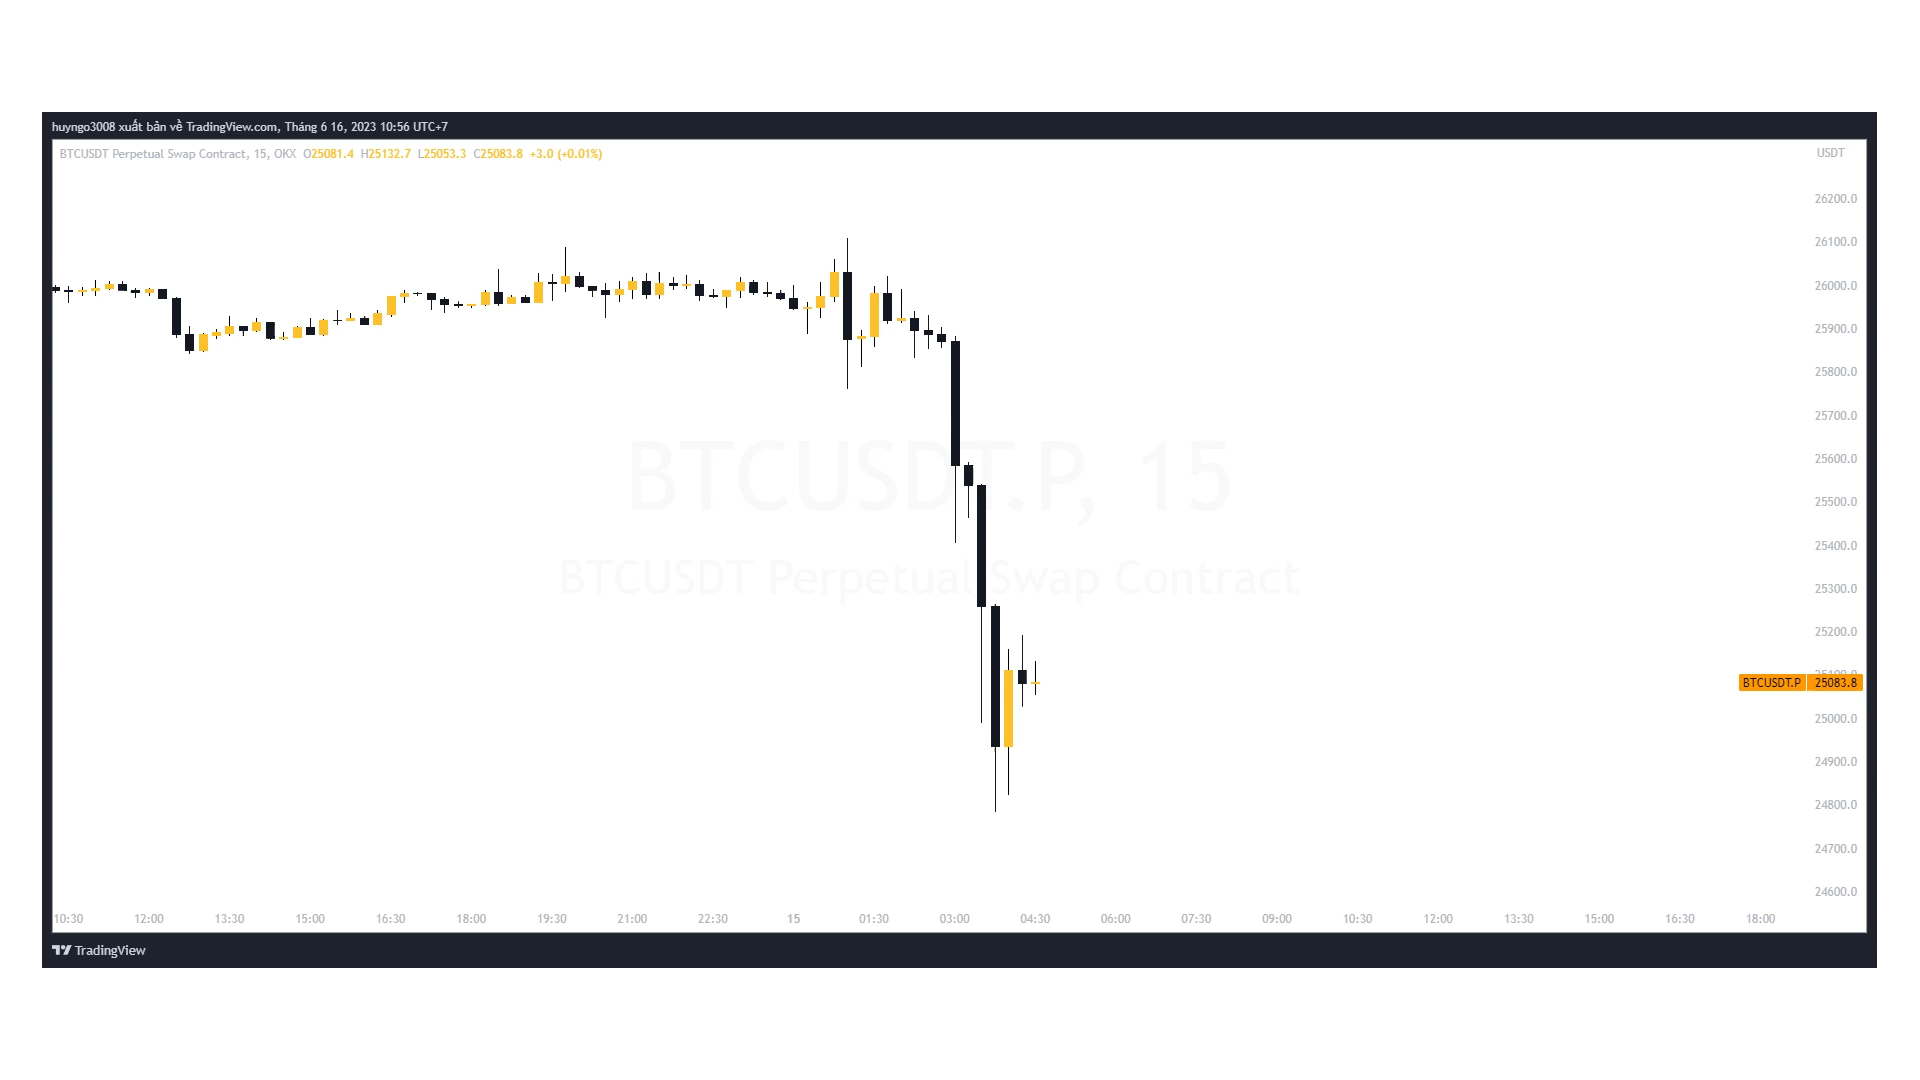 huyngo3008 xuất bản về TradingView.com, Tháng 6 16, 2023 10:56 UTC+7
BTCUSDT Perpetual Swap Contract, 15, OKX O25081.4 H25132.7 L25053.3 C25083.8 +3.0 (+0.01%)
USDT
26200.0
26100.0
26000.0
25900.0
25800.0
25700.0
BTCUSDT.P, 15
25600.0
25500.0
25400.0
BTCUSDT Perpetual Swap Contract
25300.0
25200.0
25100.0
BTCUSDT.P 25083.8
25000.0
24900.0
24800.0
24700.0
24600.0
10:30 12:00 13:30 15:00 16:30 18:00 19:30 21:00 22:30 15 01:30 03:00 04:30 06:00 07:30 09:00 10:30 12:00 13:30 15:00 16:30 18:00
TradingView